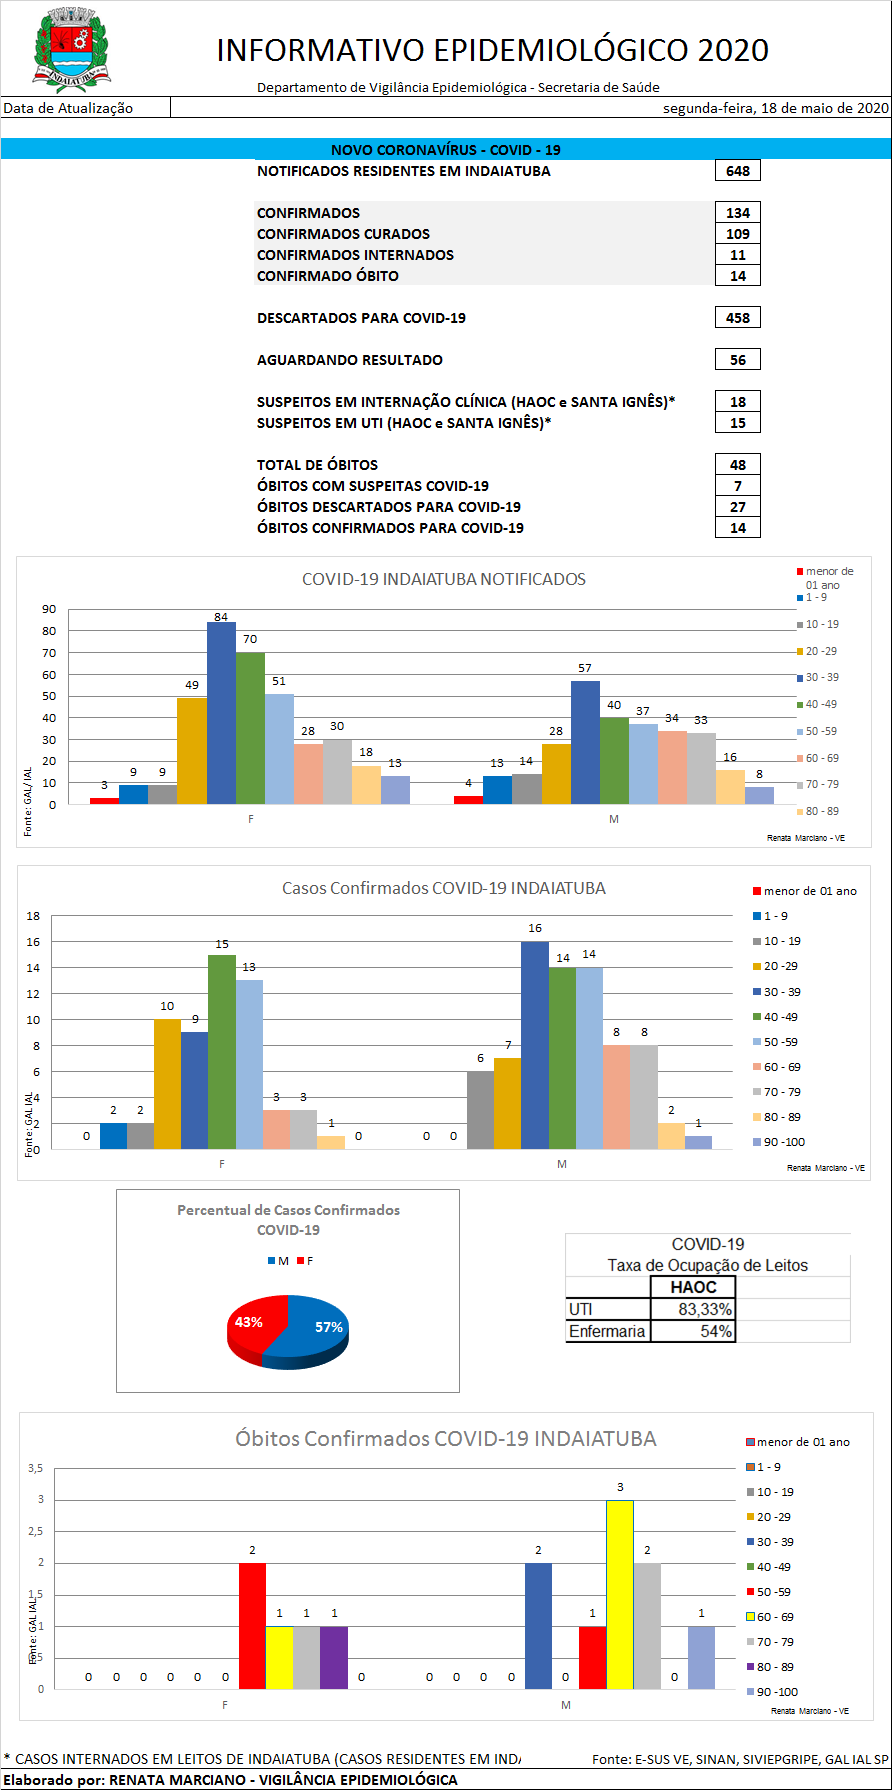 INDAIATUBA
INFORMATIVO EPIDEMIOLÓGICO 2020
Departamento de Vigilância Epidemiológica - Secretaria de Saúde
Data de Atualização segunda-feira, 18 de maio de 2020
NOVO CORONAVÍRUS - COVID - 19
NOTIFICADOS RESIDENTES EM INDAIATUBA 648
CONFIRMADOS 134
CONFIRMADOS CURADOS 109
CONFIRMADOS INTERNADOS 11
CONFIRMADO ÓBITO 14
DESCARTADOS PARA COVID-19 458
AGUARDANDO RESULTADO 56
SUSPEITOS EM INTERNAÇÃO CLÍNICA (HAOC e SANTA IGNÊS)* 18
SUSPEITOS EM UTI (HAOC e SANTA IGNÊS)* 15
TOTAL DE ÓBITOS 48
ÓBITOS COM SUSPEITAS COVID-19 7
ÓBITOS DESCARTADOS PARA COVID-19 27
ÓBITOS CONFIRMADOS PARA COVID-19 14
COVID-19 INDAIATUBA NOTIFICADOS
90
80
70
60
50
40
30
20
10
0
Fonte: GAL/ IAL
3 9 9 49 84 70 51 28 30 18 13
4 13 14 28 57 40 37 34 33 16 8
F M
menor de
01 ano
1 - 9
10 - 19
20 -29
30 - 39
40 -49
50 -59
60 - 69
70 - 79
80 - 89
Renata Marciano - VE
Casos Confirmados COVID-19 INDAIATUBA
18
16
14
12
10
8
6
4
2
0
Fonte: GAL IAL
0 2 2 10 9 15 13 3 3 1 0
0 0 6 7 16 14 14 8 8 2 1
F M
menor de 01 ano
1 - 9
10 - 19
20 -29
30 - 39
40 -49
50 -59
60 - 69
70 - 79
80 - 89
90 -100
Renata Marciano - VE
Percentual de Casos Confirmados
COVID-19
M F
43% 57%
COVID-19
Taxa de Ocupação de Leitos
HAOC
UTI 83,33%
Enfermaria 54%
Óbitos Confirmados COVID-19 INDAIATUBA
3,5
3
2,5
2
1,5
1
0,5
0
Fonte: GAL IAL
0 0 0 0 0 0 2 1 1 1 0
0 0 0 0 2 0 1 3 2 0 1
F M
menor de 01 ano
1 - 9
10 - 19
20 -29
30 - 39
40 -49
50 -59
60 - 69
70 - 79
80 - 89
90 -100
Renata Marciano - VE
* CASOS INTERNADOS EM LEITOS DE INDAIATUBA (CASOS RESIDENTES EM INDA Fonte: E-SUS VE, SINAN, SIVIEPGRIPE, GAL IAL SP
Elaborado por: RENATA MARCIANO - VIGILÂNCIA EPIDEMIOLÓGICA